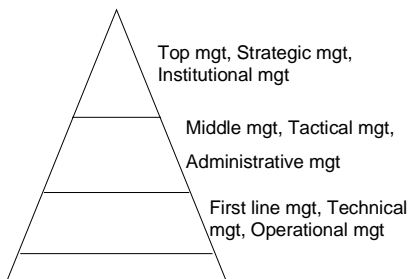 Top mgt, Strategic mgt,
Institutional mgt
Middle mgt, Tactical mgt,
Administrative mgt
First line mgt, Technical
mgt, Operational mgt